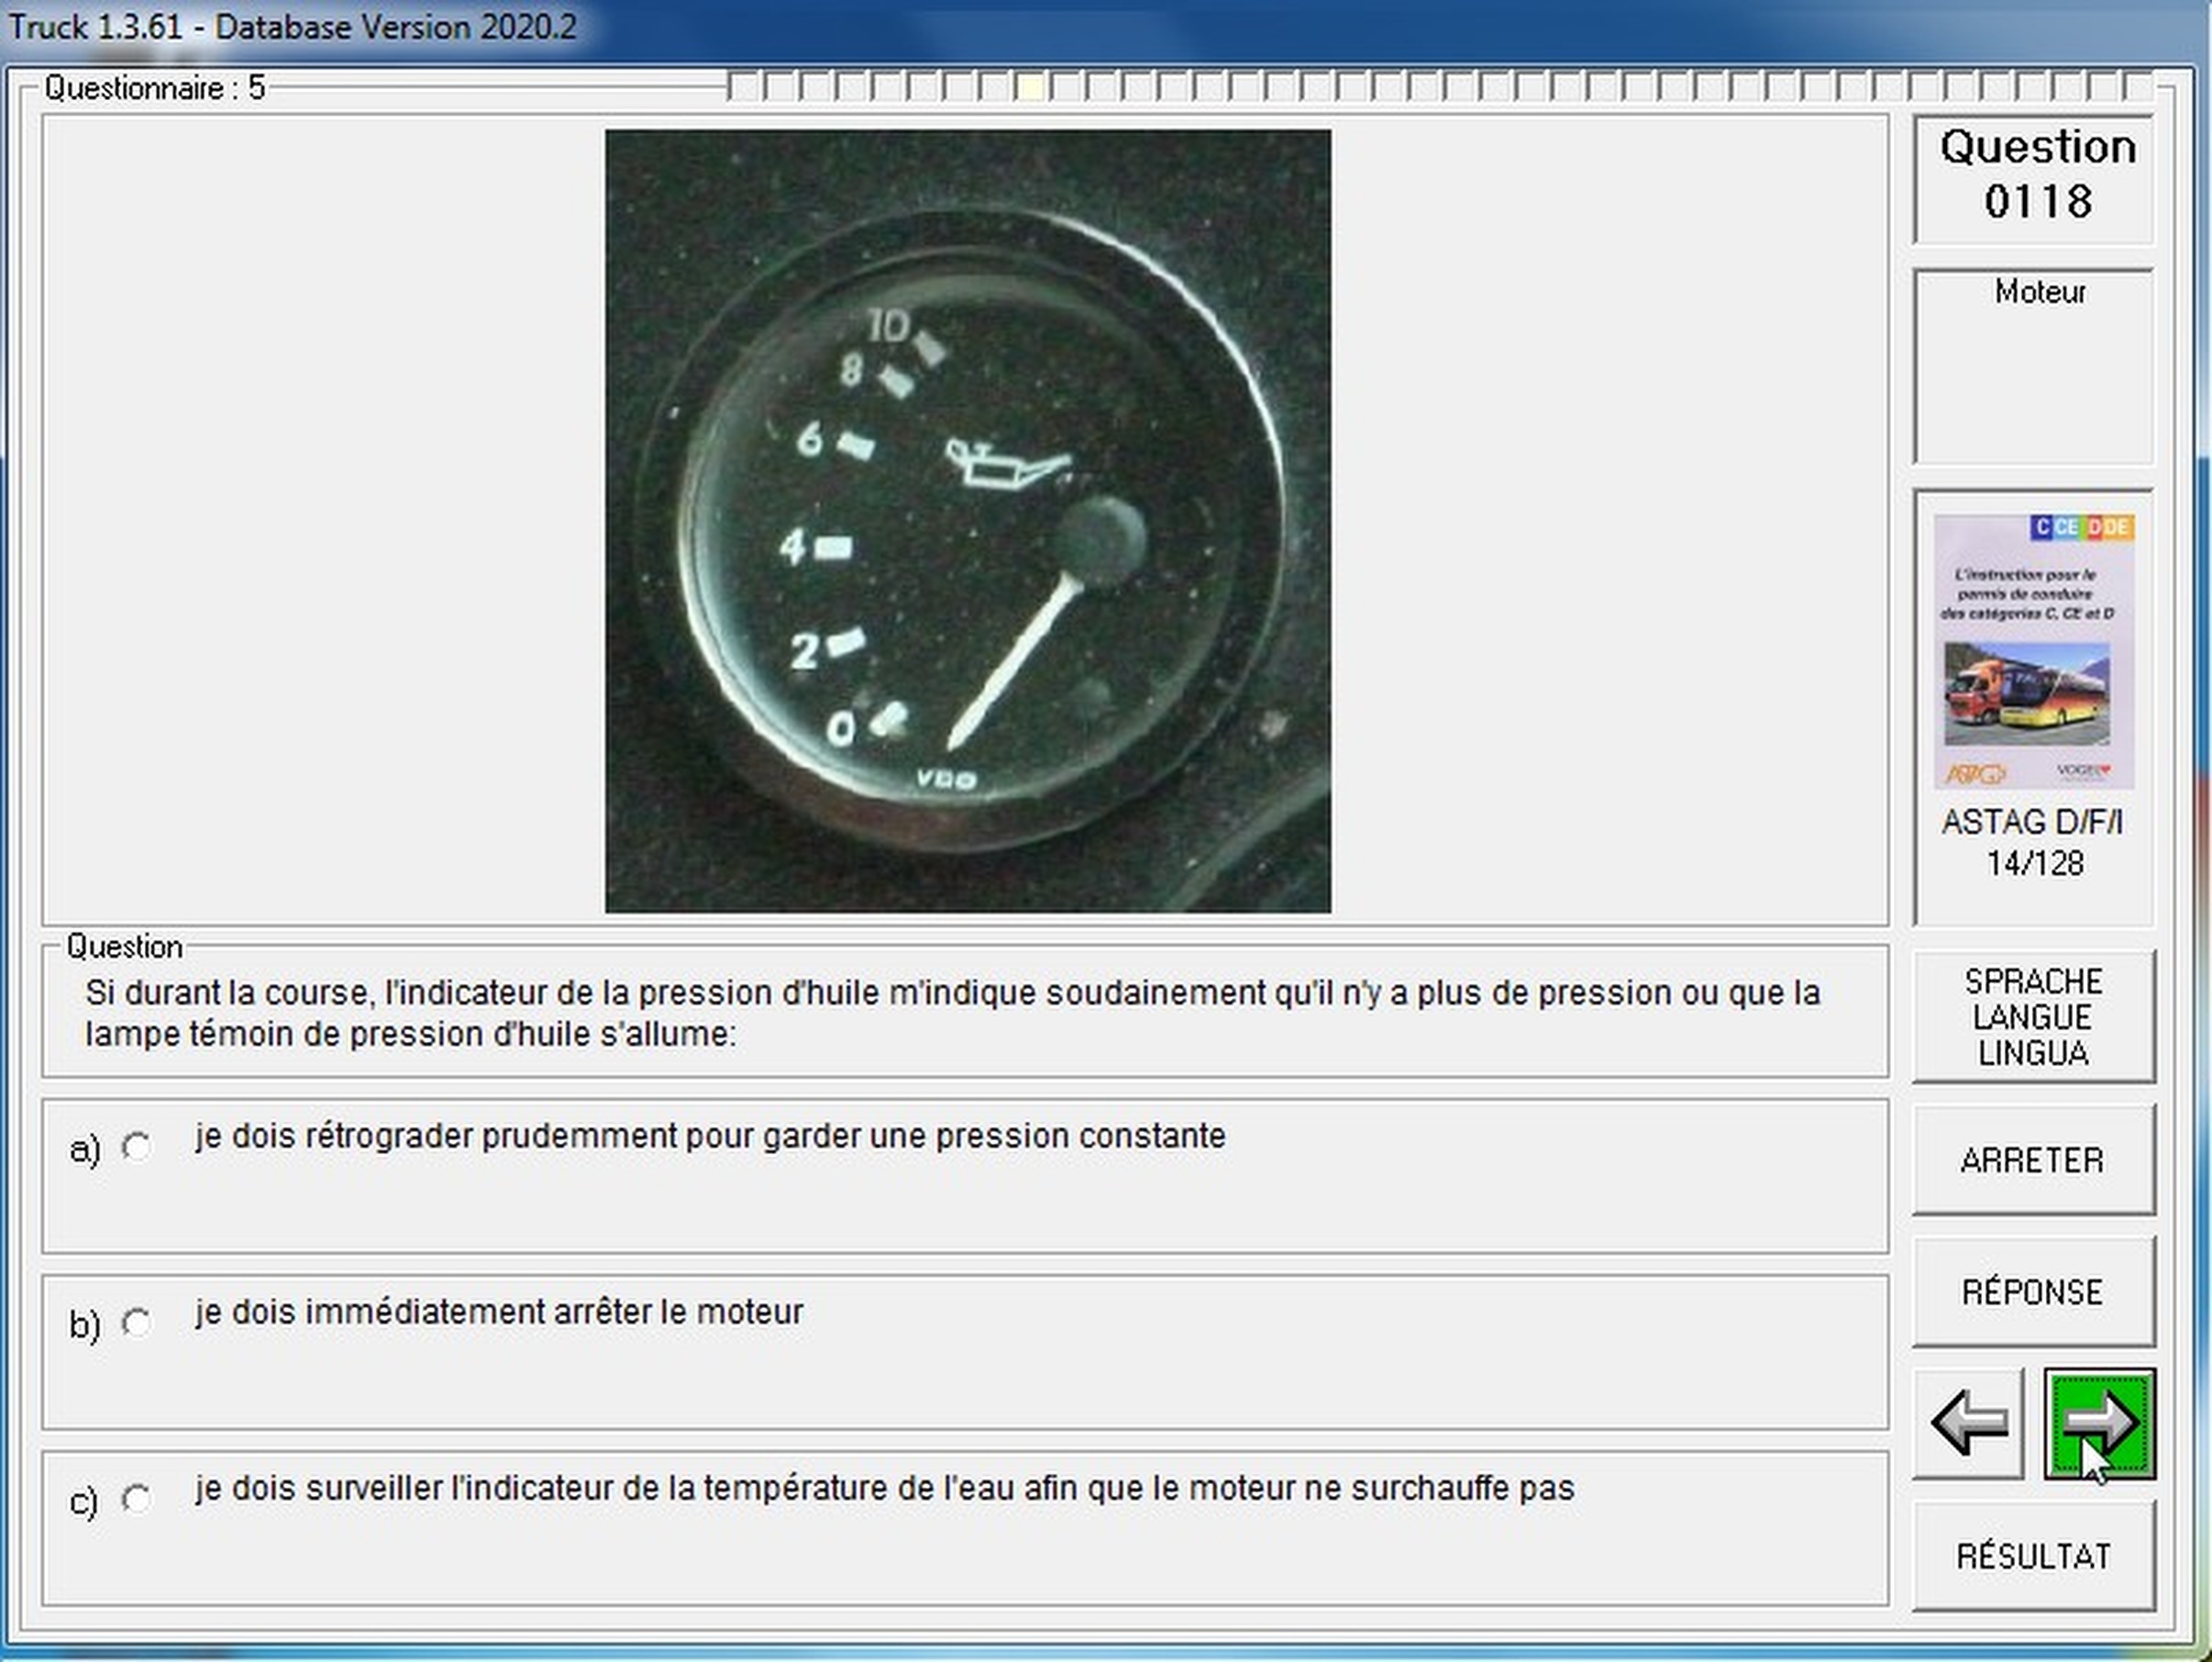 Truck 1.3.61 - Database Version 2020.2
Questionnaire : 5
Question
0118
Moteur
10
8
6
4
2
0
VDO
C CE D DE
L'instruction pour le
permis de conduire
des catégories C, CE et D
ASTAG
VOGEL
ASTAG D/F/I
14/128
Question
Si durant la course, l'indicateur de la pression d'huile m'indique soudainement qu'il n'y a plus de pression ou que la
lampe témoin de pression d'huile s'allume:
SPRACHE
LANGUE
LINGUA
a) je dois rétrograder prudemment pour garder une pression constante
ARRETER
b) je dois immédiatement arrêter le moteur
RÉPONSE
c) je dois surveiller l'indicateur de la température de l'eau afin que le moteur ne surchauffe pas
RÉSULTAT